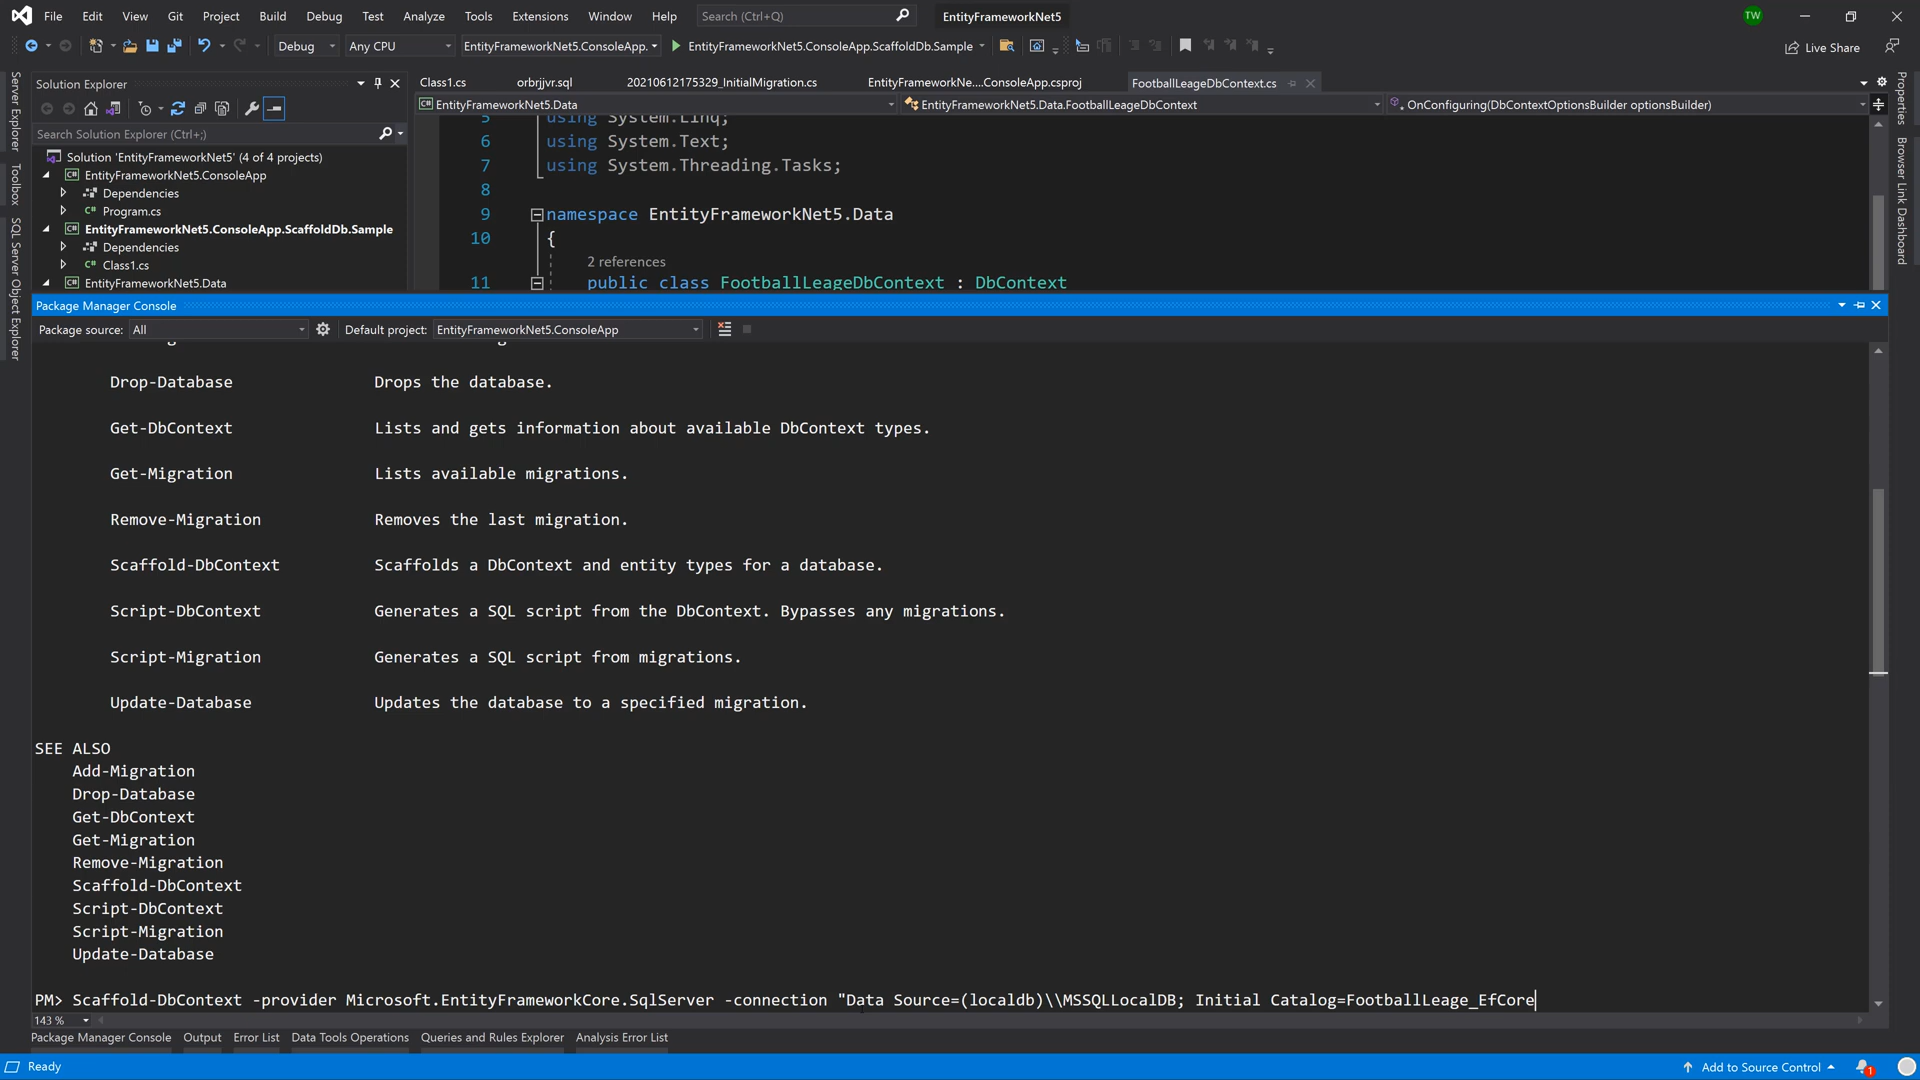 File Edit View Git Project Build Debug Test Analyze Tools Extensions Window Help Search (Ctrl+Q) EntityFrameworkNet5 TW
Debug Any CPU EntityFrameworkNet5.ConsoleApp. EntityFrameworkNet5.ConsoleApp.ScaffoldDb.Sample Live Share
Server Explorer
Toolbox
SQL Server Object Explorer
Solution Explorer
Search Solution Explorer (Ctrl+;)
Solution 'EntityFrameworkNet5' (4 of 4 projects)
EntityFrameworkNet5.ConsoleApp
Dependencies
C# Program.cs
EntityFrameworkNet5.ConsoleApp.ScaffoldDb.Sample
Dependencies
C# Class1.cs
EntityFrameworkNet5.Data
Class1.cs orbrjjvr.sql 20210612175329_InitialMigration.cs EntityFrameworkNe....ConsoleApp.csproj FootballLeageDbContext.cs
EntityFrameworkNet5.Data EntityFrameworkNet5.Data.FootballLeageDbContext OnConfiguring(DbContextOptionsBuilder optionsBuilder)
5 using System.Linq;
6 using System.Text;
7 using System.Threading.Tasks;
8
9 namespace EntityFrameworkNet5.Data
10 {
2 references
11 public class FootballLeageDbContext : DbContext
Properties
Browser Link Dashboard
Package Manager Console
Package source: All Default project: EntityFrameworkNet5.ConsoleApp
Drop-Database Drops the database.
Get-DbContext Lists and gets information about available DbContext types.
Get-Migration Lists available migrations.
Remove-Migration Removes the last migration.
Scaffold-DbContext Scaffolds a DbContext and entity types for a database.
Script-DbContext Generates a SQL script from the DbContext. Bypasses any migrations.
Script-Migration Generates a SQL script from migrations.
Update-Database Updates the database to a specified migration.
SEE ALSO
Add-Migration
Drop-Database
Get-DbContext
Get-Migration
Remove-Migration
Scaffold-DbContext
Script-DbContext
Script-Migration
Update-Database
PM> Scaffold-DbContext -provider Microsoft.EntityFrameworkCore.SqlServer -connection "Data Source=(localdb)\\MSSQLLocalDB; Initial Catalog=FootballLeage_EfCore
143 %
Package Manager Console Output Error List Data Tools Operations Queries and Rules Explorer Analysis Error List
Ready Add to Source Control 1